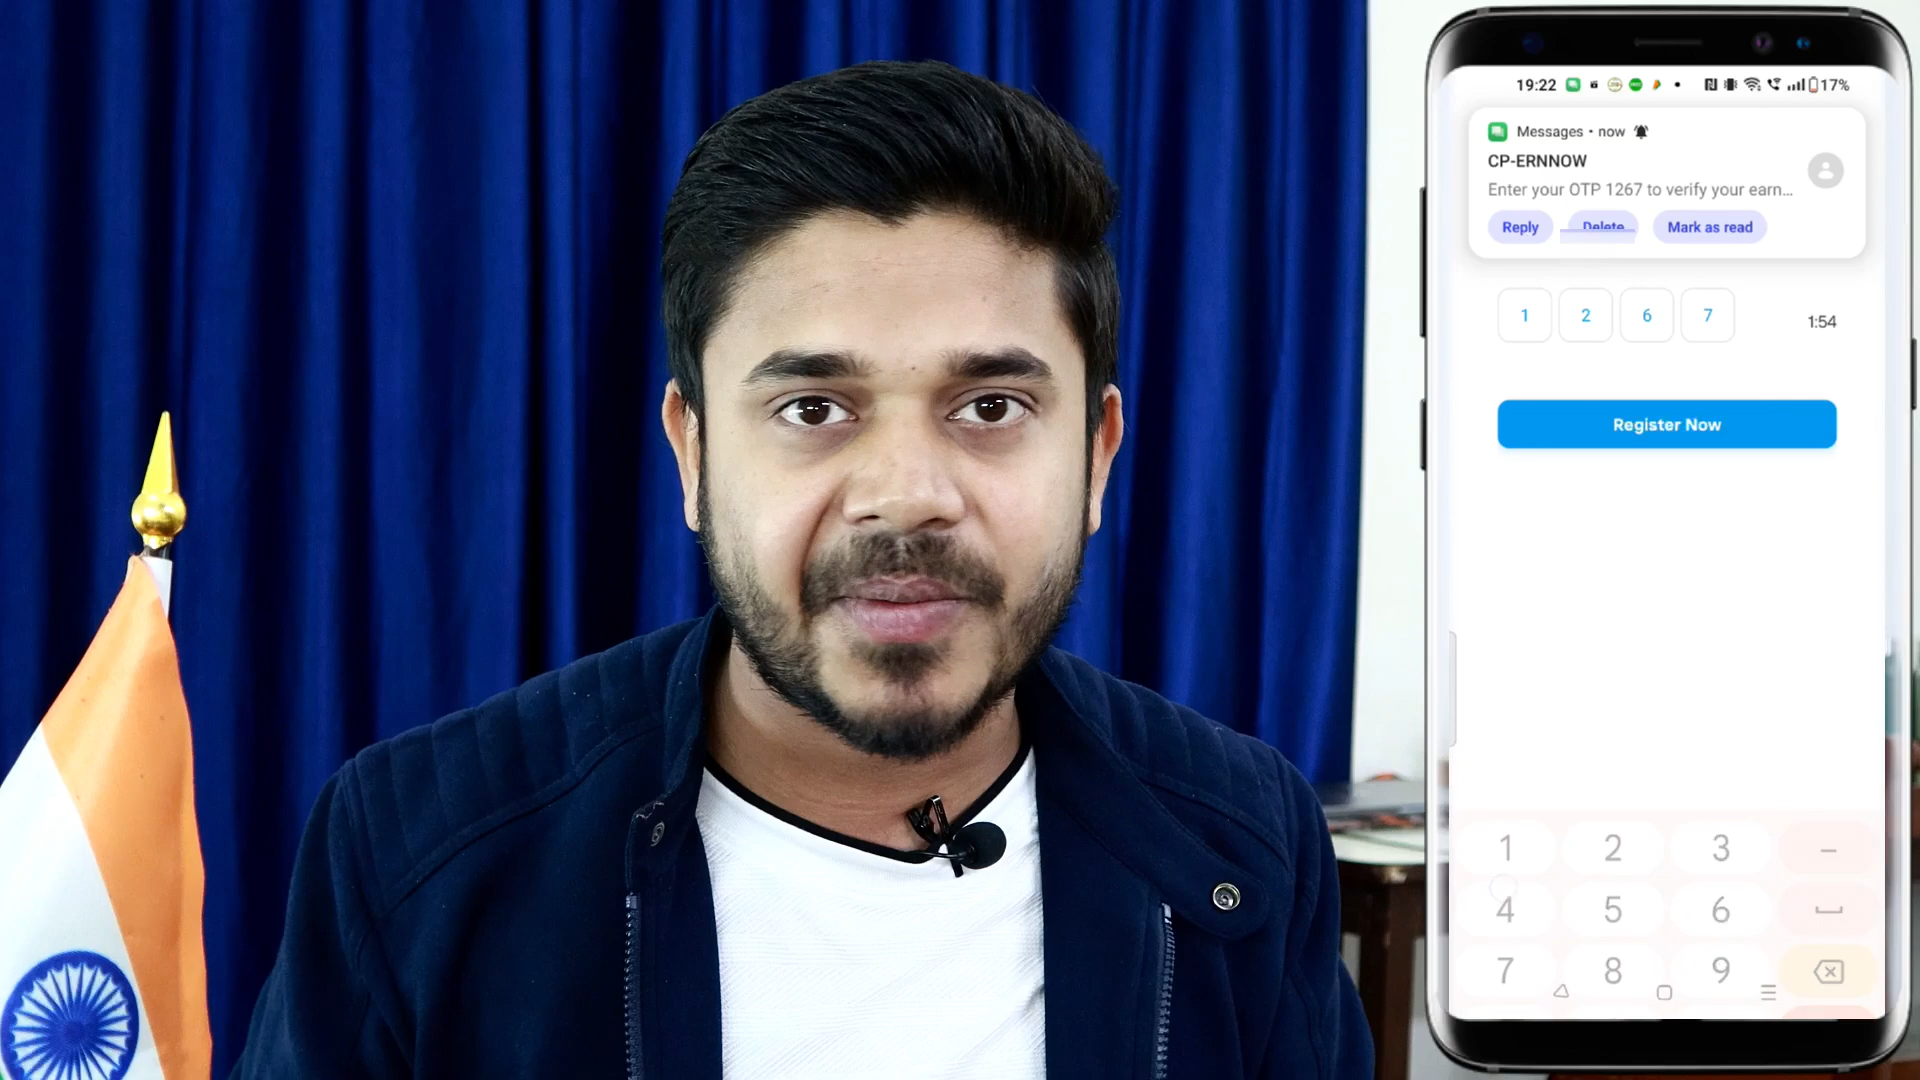 19:22
17%
Messages • now
CP-ERNNOW
Enter your OTP 1267 to verify your earn...
Reply Delete Mark as read
1 2 6 7
1:54
Register Now
1 2 3 –
4 5 6
7 8 9